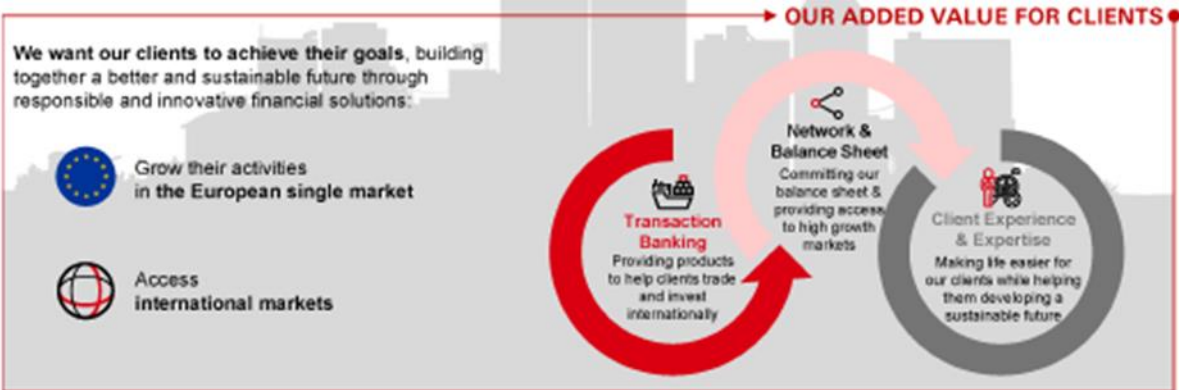 OUR ADDED VALUE FOR CLIENTS
We want our clients to achieve their goals, building
together a better and sustainable future through
responsible and innovative financial solutions:
Grow their activities
in the European single market
Access
international markets
Transaction
Banking
Providing products
to help clients trade
and invest
internationally
Network &
Balance Sheet
Committing our
balance sheet &
providing access
to high growth
markets
Client Experience
& Expertise
Making life easier for
our clients while helping
them developing a
sustainable future